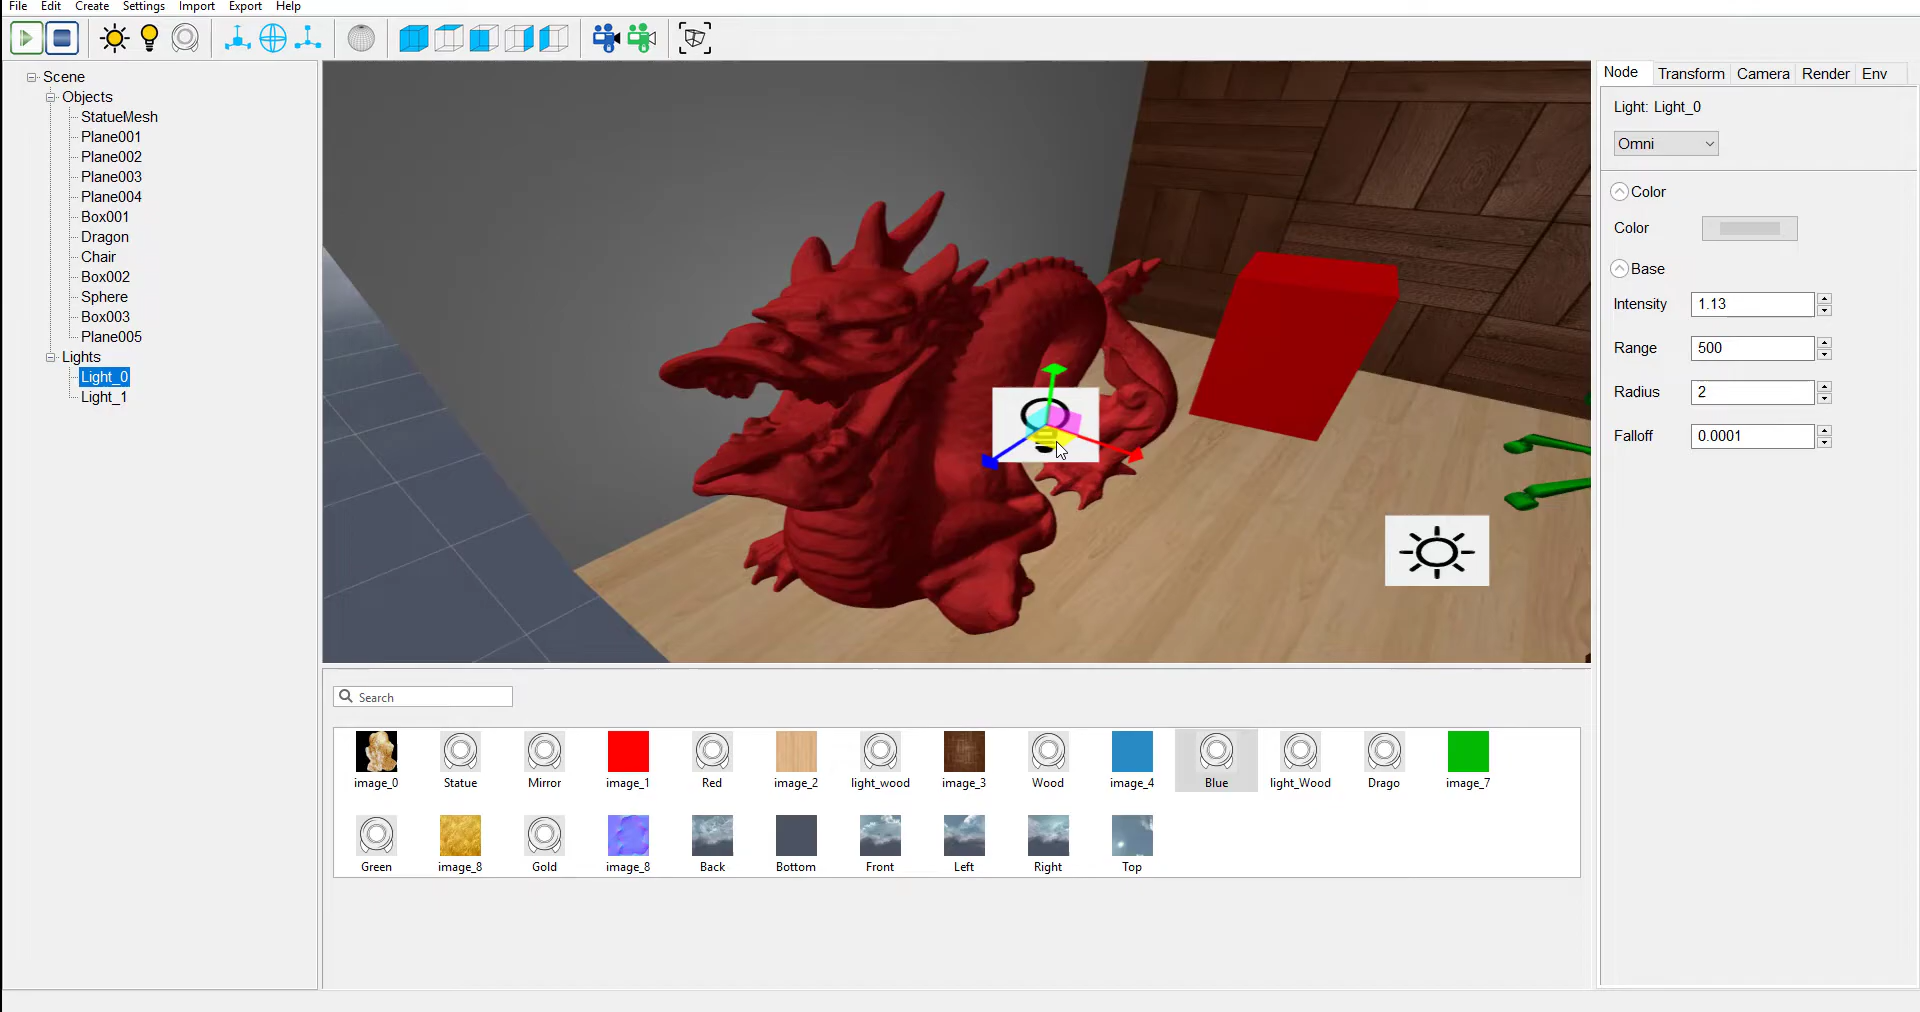 File Edit Create Settings Import Export Help
Scene
Objects
StatueMesh
Plane001
Plane002
Plane003
Plane004
Box001
Dragon
Chair
Box002
Sphere
Box003
Plane005
Lights
Light_0
Light_1
Node Transform Camera Render Env
Light: Light_0
Omni
Color
Color
Base
Intensity 1.13
Range 500
Radius 2
Falloff 0.0001
Search
image_0 Statue Mirror image_1 Red image_2 light_wood image_3 Wood image_4 Blue light_Wood Drago image_7
Green image_8 Gold image_8 Back Bottom Front Left Right Top